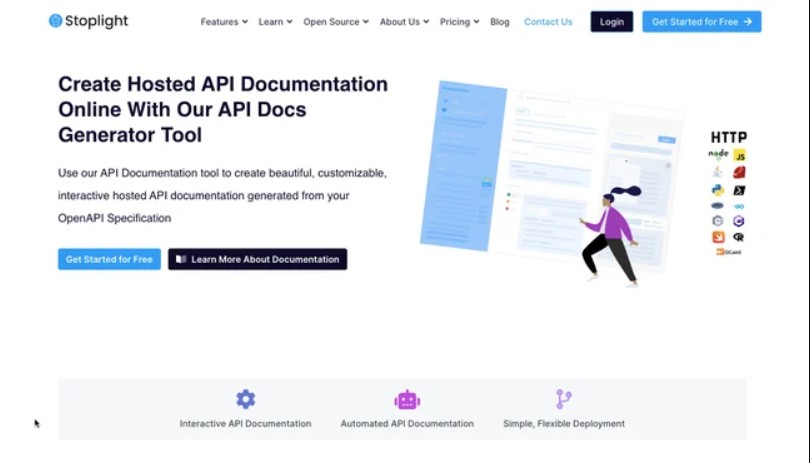 Stoplight
Features Learn Open Source About Us Pricing Blog Contact Us Login Get Started for Free
Create Hosted API Documentation
Online With Our API Docs
Generator Tool
Use our API Documentation tool to create beautiful, customizable,
interactive hosted API documentation generated from your
OpenAPI Specification
Get Started for Free Learn More About Documentation
HTTP
node JS
OCaml
Interactive API Documentation Automated API Documentation Simple, Flexible Deployment